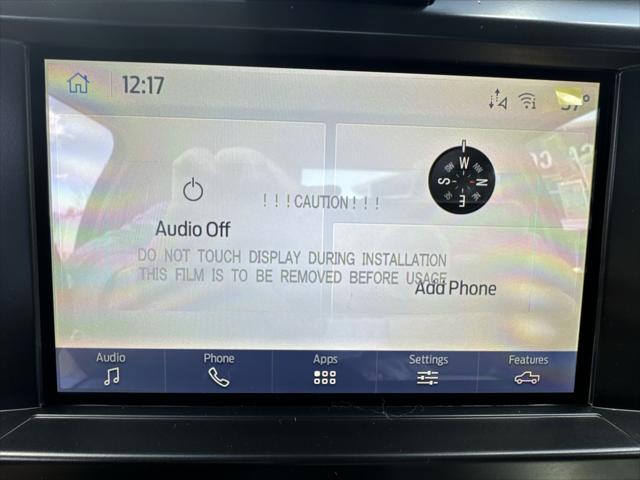 12:17
W
N
S
E
! ! ! CAUTION ! ! !
Audio Off
DO NOT TOUCH DISPLAY DURING INSTALLATION
THIS FILM IS TO BE REMOVED BEFORE USAGE
Add Phone
Audio Phone Apps Settings Features